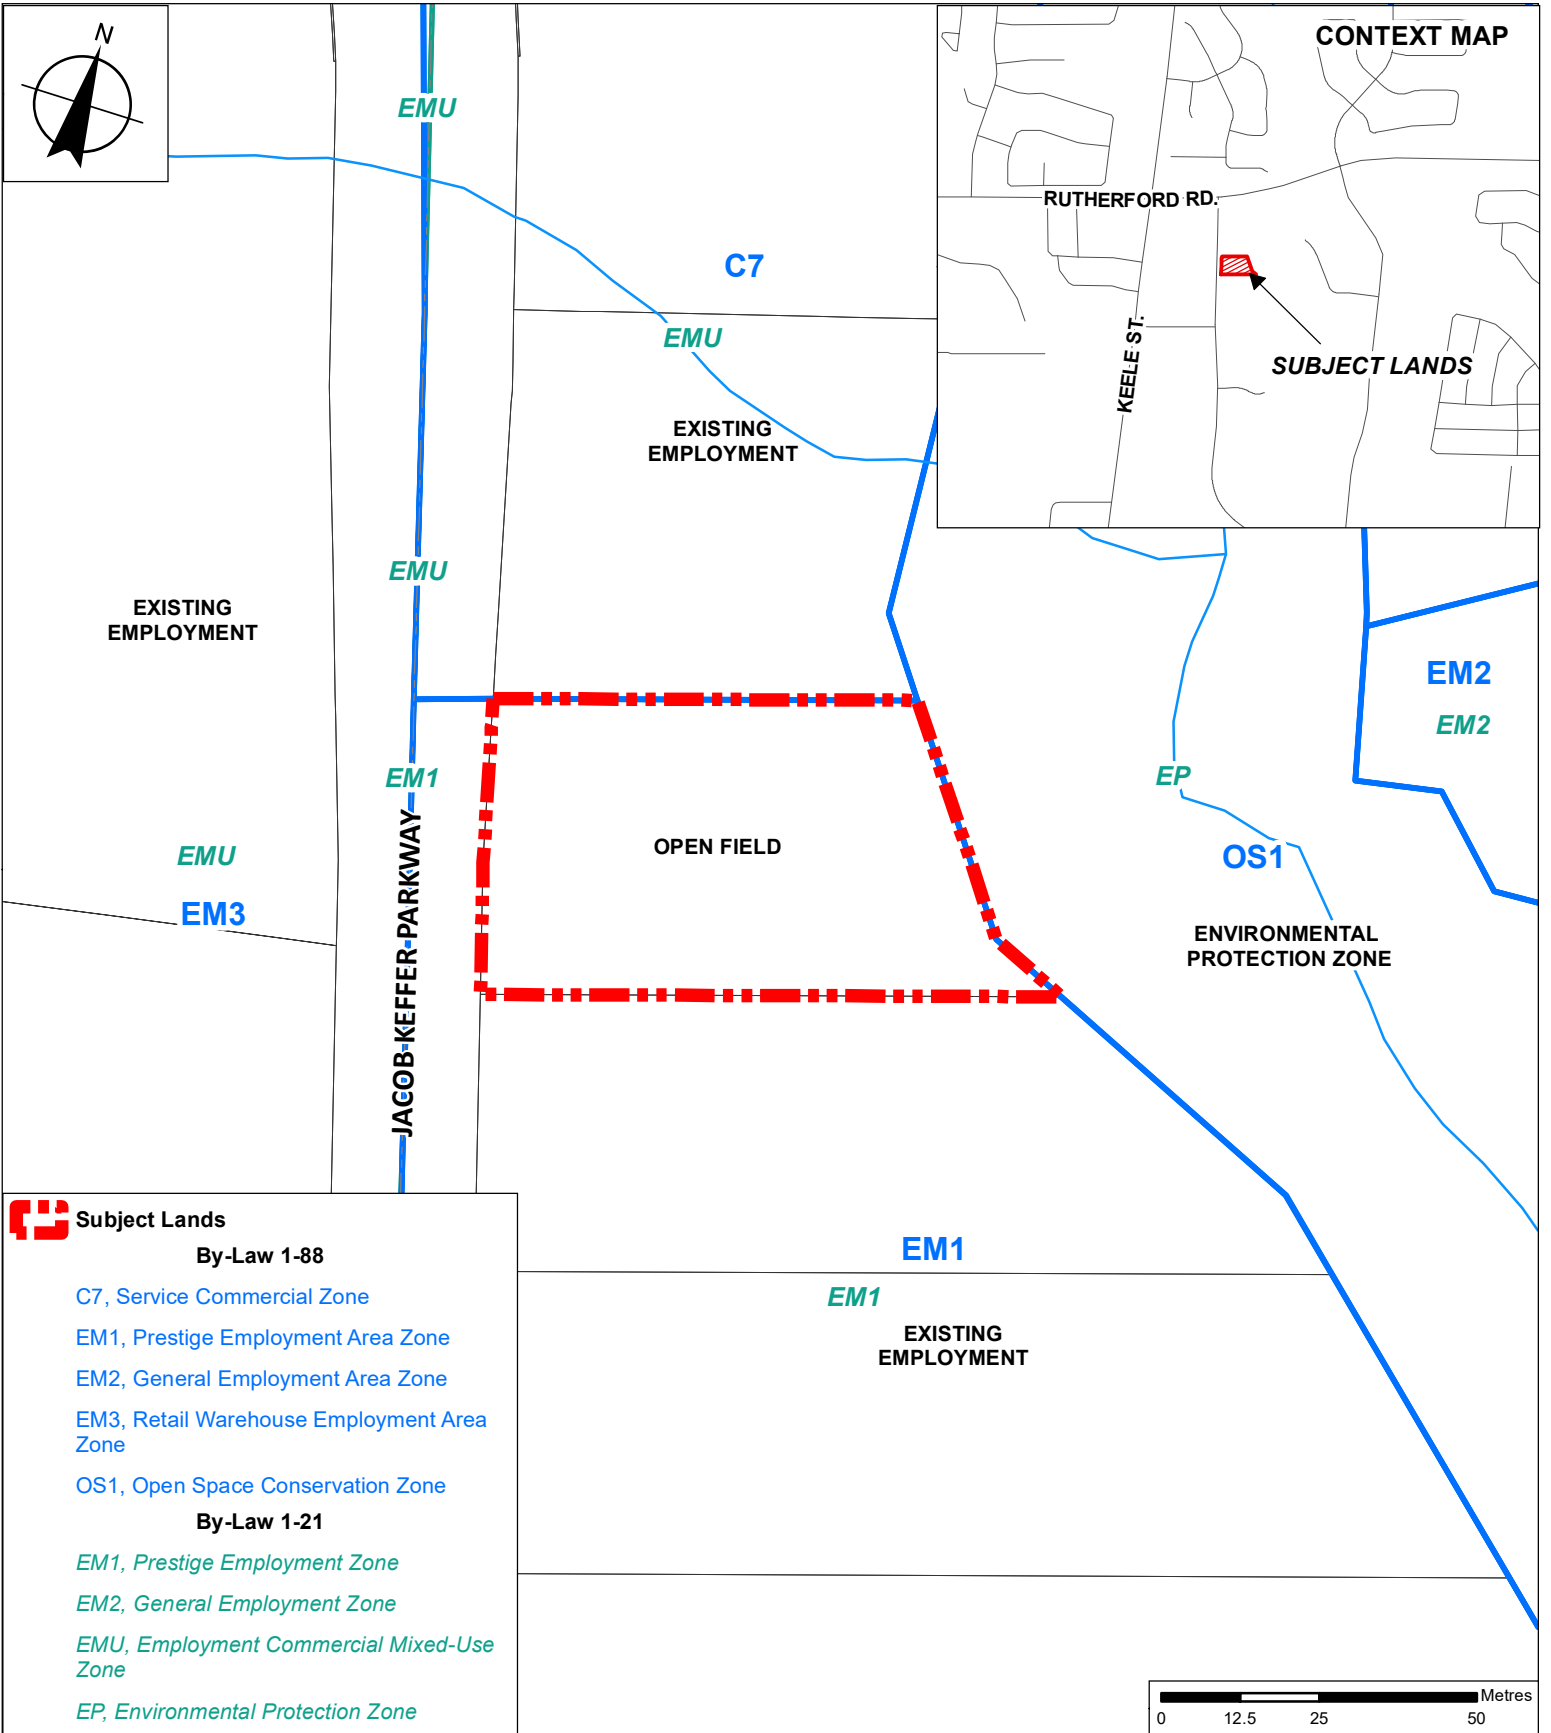 N
CONTEXT MAP
RUTHERFORD RD.
KEELE ST.
SUBJECT LANDS
EMU
C7
EMU
EXISTING
EMPLOYMENT
EMU
EXISTING
EMPLOYMENT
EM2
EM2
EM1
EP
OPEN FIELD
EMU
EM3
OS1
JACOB KEFFER PARKWAY
ENVIRONMENTAL
PROTECTION ZONE
EM1
EM1
EXISTING
EMPLOYMENT
Subject Lands
By-Law 1-88
C7, Service Commercial Zone
EM1, Prestige Employment Area Zone
EM2, General Employment Area Zone
EM3, Retail Warehouse Employment Area
Zone
OS1, Open Space Conservation Zone
By-Law 1-21
EM1, Prestige Employment Zone
EM2, General Employment Zone
EMU, Employment Commercial Mixed-Use
Zone
EP, Environmental Protection Zone
Metres
0 12.5 25 50